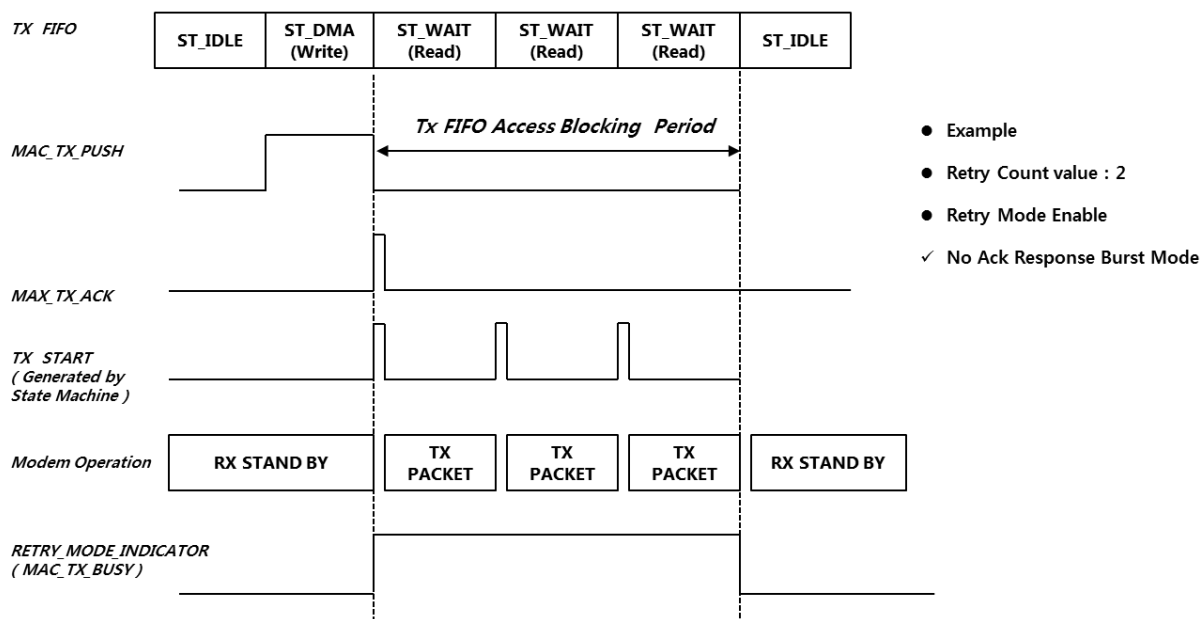 TX FIFO
ST_IDLE
ST_DMA
(Write)
ST_WAIT
(Read)
ST_WAIT
(Read)
ST_WAIT
(Read)
ST_IDLE
MAC_TX_PUSH
Tx FIFO Access Blocking Period
MAX_TX_ACK
TX START
( Generated by
State Machine )
Modem Operation
RX STAND BY
TX
PACKET
TX
PACKET
TX
PACKET
RX STAND BY
RETRY_MODE_INDICATOR
( MAC_TX_BUSY )
● Example
● Retry Count value : 2
● Retry Mode Enable
✓ No Ack Response Burst Mode